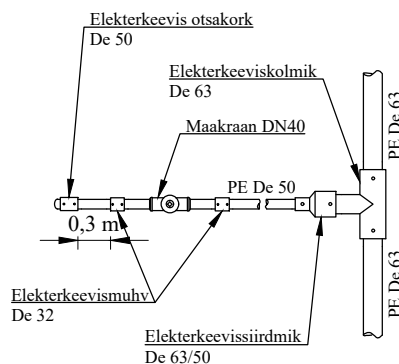 Elekterkeevis otsakork
De 50
Elekterkeeviskolmik
De 63
Maakraan DN40
PE De 63
PE De 50
0,3 m
Elekterkeevismuhv
De 32
Elekterkeevissiirdmik
De 63/50
PE De 63